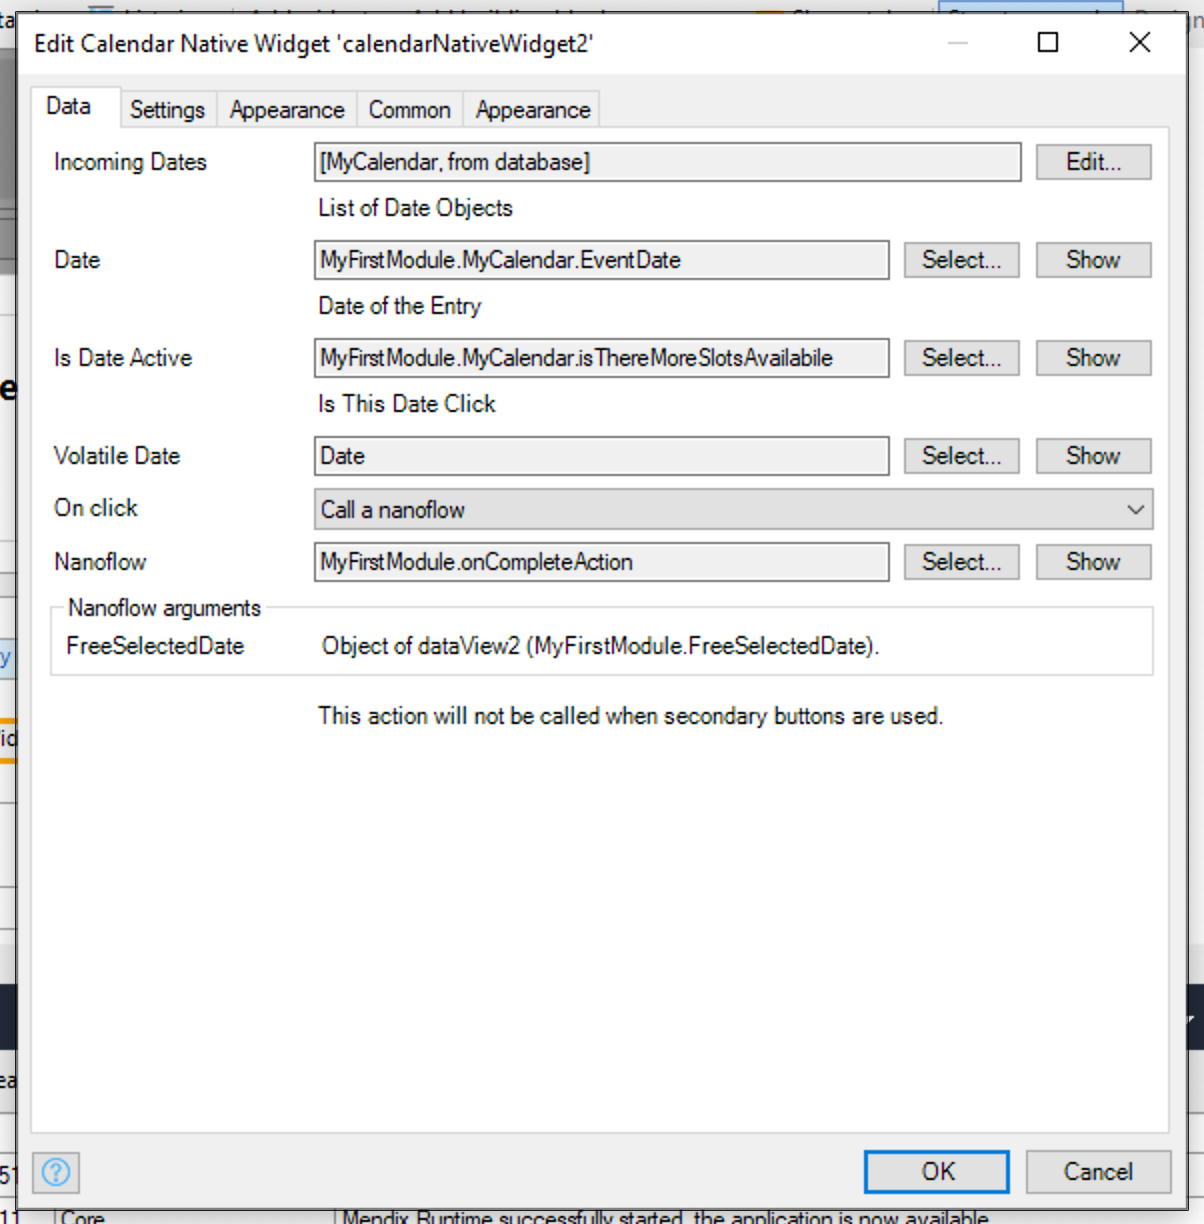 Edit Calendar Native Widget 'calendarNativeWidget2'
Data Settings Appearance Common Appearance
Incoming Dates [MyCalendar, from database] Edit...
List of Date Objects
Date MyFirstModule.MyCalendar.EventDate Select... Show
Date of the Entry
Is Date Active MyFirstModule.MyCalendar.isThereMoreSlotsAvailabile Select... Show
Is This Date Click
Volatile Date Date Select... Show
On click Call a nanoflow
Nanoflow MyFirstModule.onCompleteAction Select... Show
Nanoflow arguments
FreeSelectedDate Object of dataView2 (MyFirstModule.FreeSelectedDate).
This action will not be called when secondary buttons are used.
OK Cancel
11 Core Mendix Runtime successfully started, the application is now available